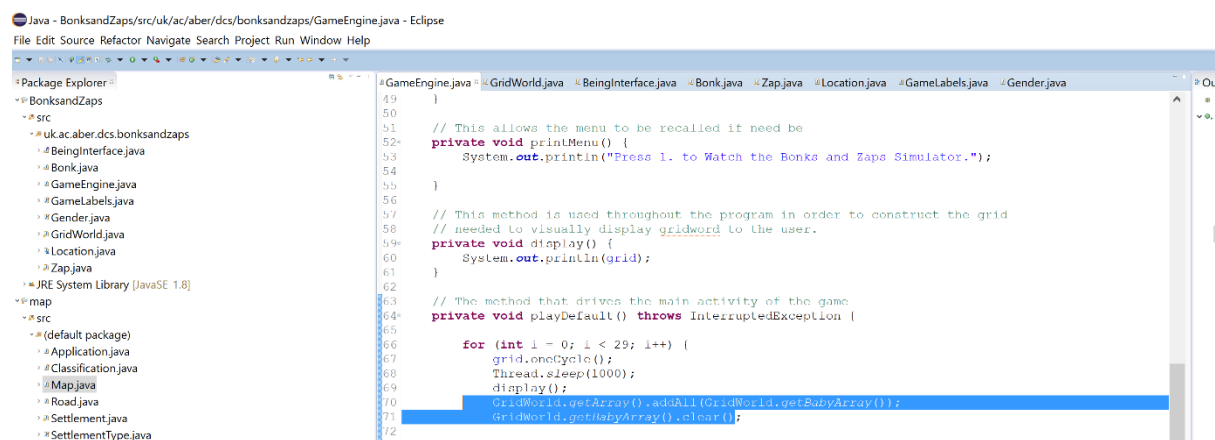 Java - BonksandZaps/src/uk/ac/aber/dcs/bonksandzaps/GameEngine.java - Eclipse
File Edit Source Refactor Navigate Search Project Run Window Help
Package Explorer
BonksandZaps
src
uk.ac.aber.dcs.bonksandzaps
BeingInterface.java
Bonk.java
GameEngine.java
GameLabels.java
Gender.java
GridWorld.java
Location.java
Zap.java
JRE System Library [JavaSE 1.8]
map
src
(default package)
Application.java
Classification.java
Map.java
Road.java
Settlement.java
SettlementType.java
GameEngine.java GridWorld.java BeingInterface.java Bonk.java Zap.java Location.java GameLabels.java Gender.java
49 }
50
51 // This allows the menu to be recalled if need be
52 private void printMenu() {
53 System.out.println("Press 1. to Watch the Bonks and Zaps Simulator.");
54
55 }
56
57 // This method is used throughout the program in order to construct the grid
58 // needed to visually display gridword to the user.
59 private void display() {
60 System.out.println(grid);
61 }
62
63 // The method that drives the main activity of the game
64 private void playDefault() throws InterruptedException {
65
66 for (int i = 0; i < 29; i++) {
67 grid.oneCycle();
68 Thread.sleep(1000);
69 display();
70 GridWorld.getArray().addAll(GridWorld.getBabyArray());
71 GridWorld.getBabyArray().clear();
72
Ou